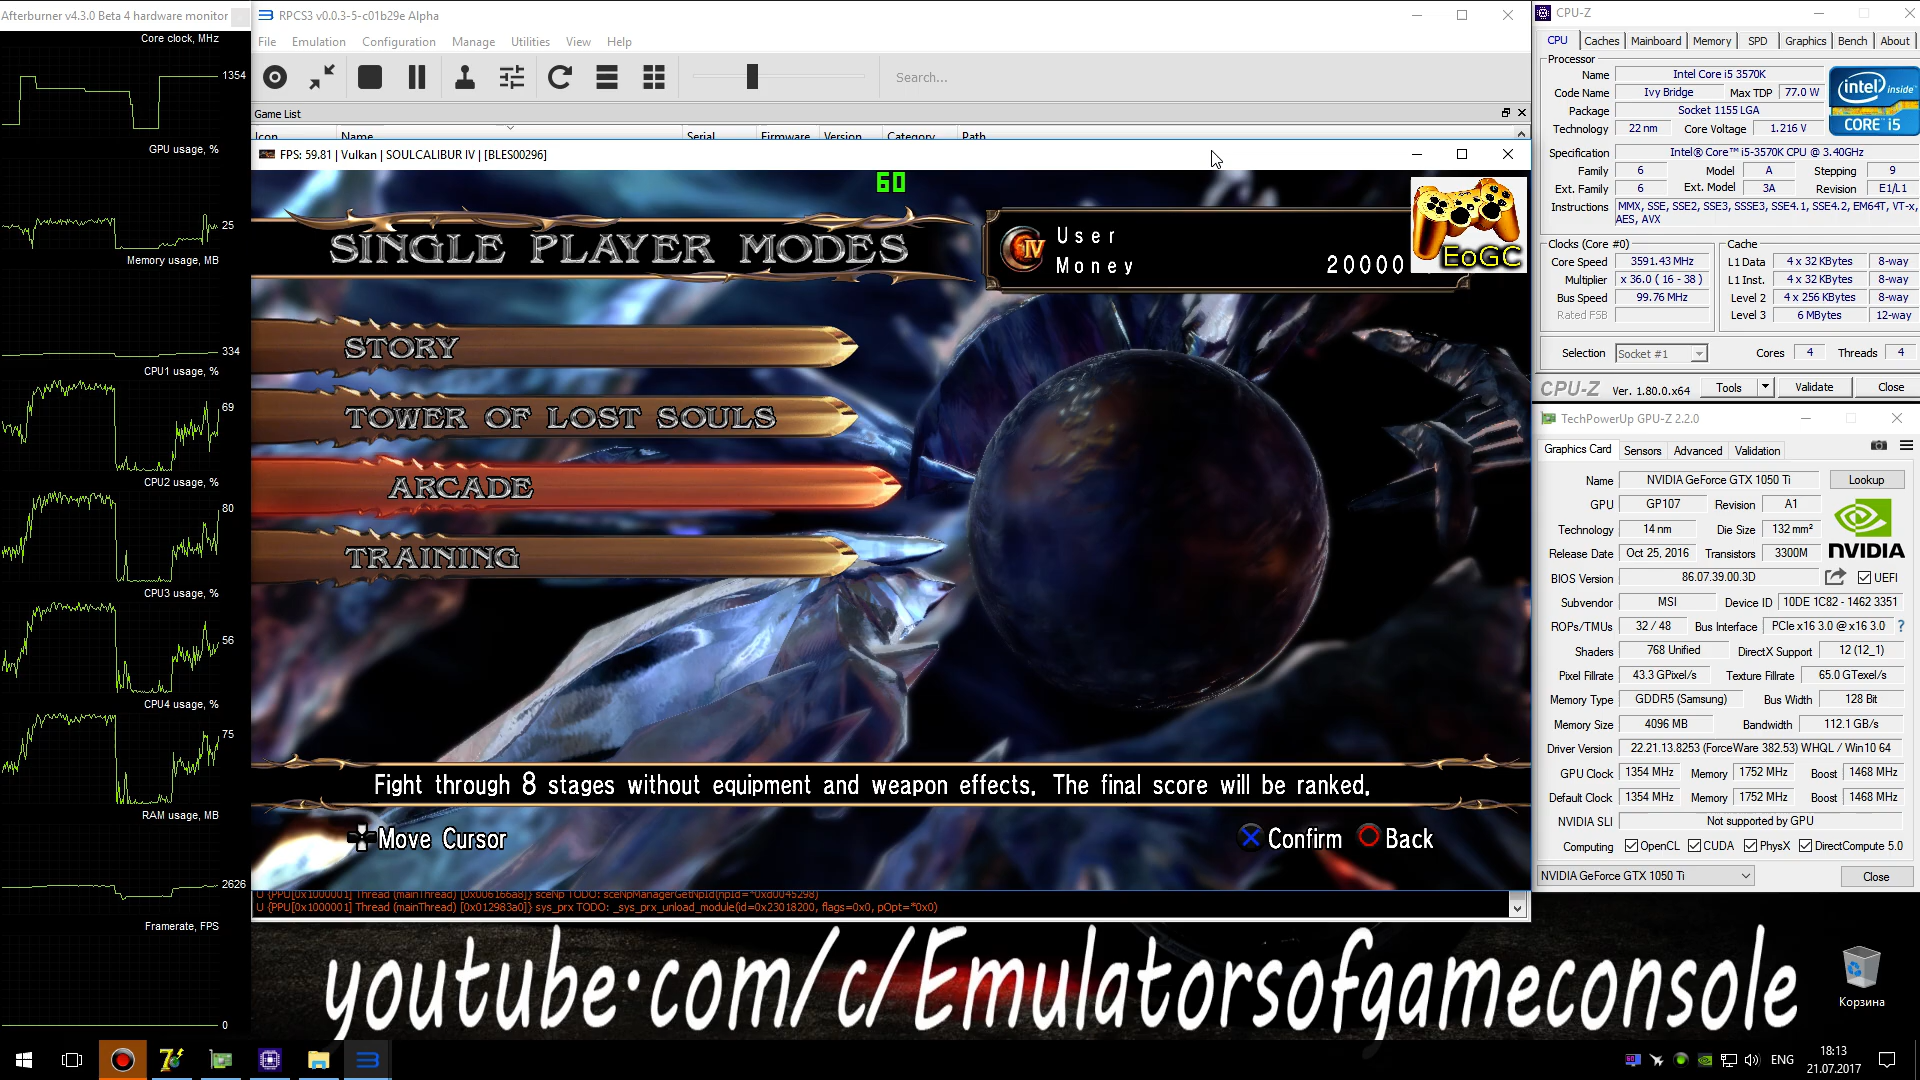 Afterburner v4.3.0 Beta 4 hardware monitor
Core clock, MHz
1354
GPU usage, %
25
Memory usage, MB
334
CPU1 usage, %
69
CPU2 usage, %
80
CPU3 usage, %
56
CPU4 usage, %
75
RAM usage, MB
2626
Framerate, FPS
0
RPCS3 v0.0.3-5-c01b29e Alpha
File Emulation Configuration Manage Utilities View Help
Search...
Game List
Icon Name Serial Firmware Version Category Path
FPS: 59.81 | Vulkan | SOULCALIBUR IV | [BLES00296]
60
SINGLE PLAYER MODES
IV
User
Money 20000
EoGC
STORY
TOWER OF LOST SOULS
ARCADE
TRAINING
Fight through 8 stages without equipment and weapon effects. The final score will be ranked.
Move Cursor
Confirm Back
U {PPU[0x1000001] Thread (mainThread) [0x006166a8]} sceNp TODO: sceNpManagerGetNpId(npId=*0xd0045298)
U {PPU[0x1000001] Thread (mainThread) [0x012983a0]} sys_prx TODO: _sys_prx_unload_module(id=0x23018200, flags=0x0, pOpt=*0x0)
CPU-Z
CPU Caches Mainboard Memory SPD Graphics Bench About
Processor
Name Intel Core i5 3570K
Code Name Ivy Bridge Max TDP 77.0 W
Package Socket 1155 LGA
Technology 22 nm Core Voltage 1.216 V
intel inside
CORE i5
Specification Intel® Core™ i5-3570K CPU @ 3.40GHz
Family 6 Model A Stepping 9
Ext. Family 6 Ext. Model 3A Revision E1/L1
Instructions MMX, SSE, SSE2, SSE3, SSSE3, SSE4.1, SSE4.2, EM64T, VT-x,
AES, AVX
Clocks (Core #0)
Core Speed 3591.43 MHz
Multiplier x 36.0 ( 16 - 38 )
Bus Speed 99.76 MHz
Rated FSB
Cache
L1 Data 4 x 32 KBytes 8-way
L1 Inst. 4 x 32 KBytes 8-way
Level 2 4 x 256 KBytes 8-way
Level 3 6 MBytes 12-way
Selection Socket #1 Cores 4 Threads 4
CPU-Z Ver. 1.80.0.x64 Tools Validate Close
TechPowerUp GPU-Z 2.2.0
Graphics Card Sensors Advanced Validation
Name NVIDIA GeForce GTX 1050 Ti Lookup
GPU GP107 Revision A1
Technology 14 nm Die Size 132 mm²
Release Date Oct 25, 2016 Transistors 3300M
NVIDIA
BIOS Version 86.07.39.00.3D UEFI
Subvendor MSI Device ID 10DE 1C82 - 1462 3351
ROPs/TMUs 32 / 48 Bus Interface PCIe x16 3.0 @ x16 3.0 ?
Shaders 768 Unified DirectX Support 12 (12_1)
Pixel Fillrate 43.3 GPixel/s Texture Fillrate 65.0 GTexel/s
Memory Type GDDR5 (Samsung) Bus Width 128 Bit
Memory Size 4096 MB Bandwidth 112.1 GB/s
Driver Version 22.21.13.8253 (ForceWare 382.53) WHQL / Win10 64
GPU Clock 1354 MHz Memory 1752 MHz Boost 1468 MHz
Default Clock 1354 MHz Memory 1752 MHz Boost 1468 MHz
NVIDIA SLI Not supported by GPU
Computing OpenCL CUDA PhysX DirectCompute 5.0
NVIDIA GeForce GTX 1050 Ti Close
youtube.com/c/Emulatorsofgameconsole
Корзина
ENG 18:13
21.07.2017